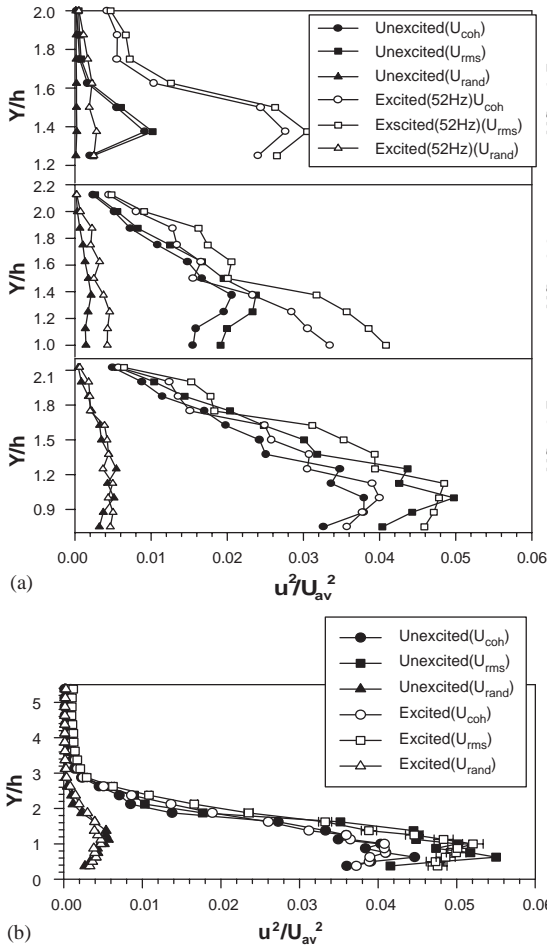 2.0
1.8
1.6
1.4
1.2
Y/h
Unexcited(Ucoh)
Unexcited(Urms)
Unexcited(Urand)
Excited(52Hz)Ucoh
Exscited(52Hz)(Urms)
Excited(52Hz)(Urand)
2.2
2.0
1.8
1.6
1.4
1.2
1.0
Y/h
2.1
1.8
1.5
1.2
0.9
Y/h
0.00 0.01 0.02 0.03 0.04 0.05 0.06
(a)
u²/Uav²
Unexcited(Ucoh)
Unexcited(Urms)
Unexcited(Urand)
Excited(Ucoh)
Excited(Urms)
Excited(Urand)
5
4
3
2
1
0
Y/h
0.00 0.01 0.02 0.03 0.04 0.05 0.06
(b)
u²/Uav²